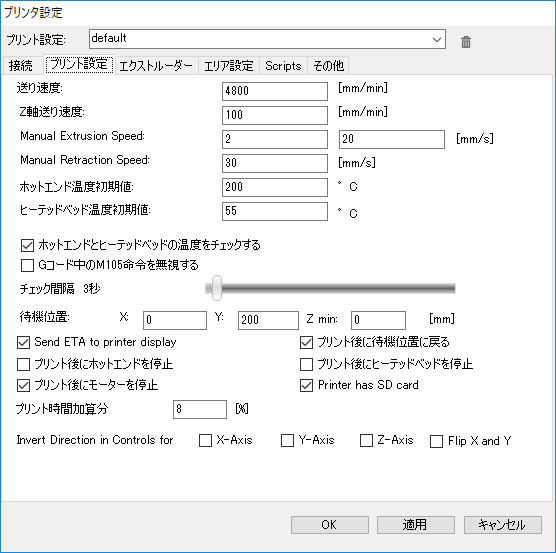 プリンタ設定
プリント設定: default
接続 プリント設定 エクストルーダー エリア設定 Scripts その他
送り速度: 4800 [mm/min]
Z軸送り速度: 100 [mm/min]
Manual Extrusion Speed: 2 20 [mm/s]
Manual Retraction Speed: 30 [mm/s]
ホットエンド温度初期値: 200 ° C
ヒーテッドベッド温度初期値: 55 ° C
ホットエンドとヒーテッドベッドの温度をチェックする
Gコード中のM105命令を無視する
チェック間隔 3秒
待機位置: X: 0 Y: 200 Z min: 0 [mm]
Send ETA to printer display プリント後に待機位置に戻る
プリント後にホットエンドを停止 プリント後にヒーテッドベッドを停止
プリント後にモーターを停止 Printer has SD card
プリント時間加算分 8 [%]
Invert Direction in Controls for X-Axis Y-Axis Z-Axis Flip X and Y
OK 適用 キャンセル